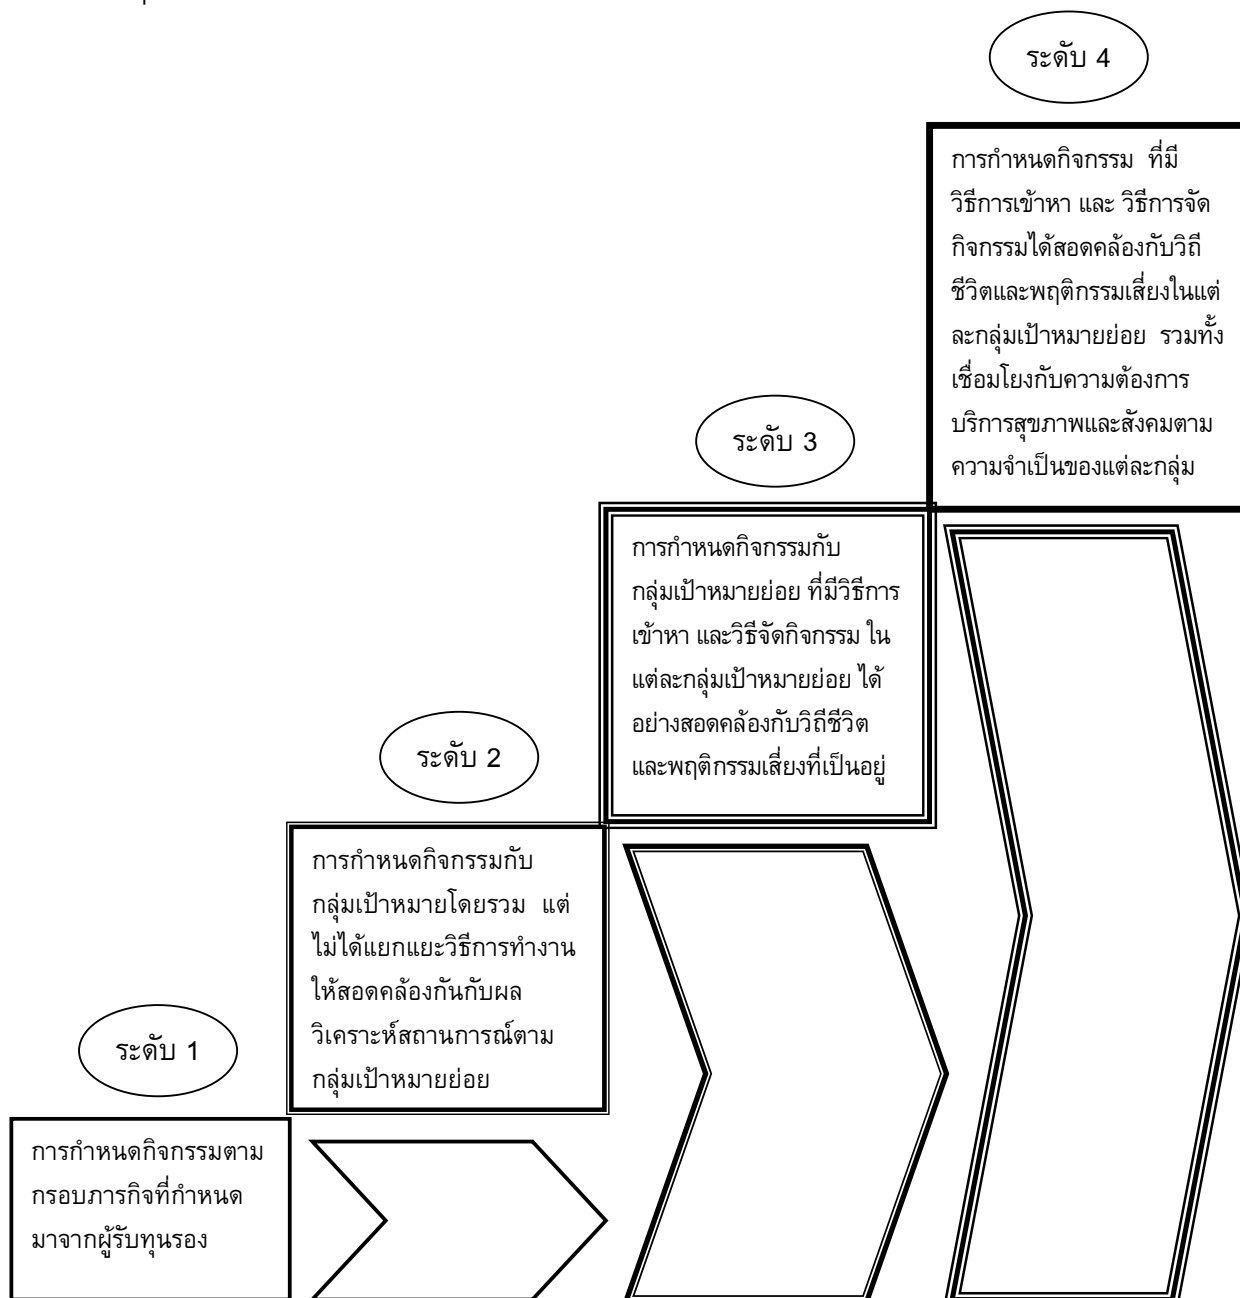 ระดับ 4
การกำหนดกิจกรรม ที่มี
วิธีการเข้าหา และ วิธีการจัด
กิจกรรมได้สอดคล้องกับวิถี
ชีวิตและพฤติกรรมเสี่ยงในแต่
ละกลุ่มเป้าหมายย่อย รวมทั้ง
เชื่อมโยงกับความต้องการ
บริการสุขภาพและสังคมตาม
ความจำเป็นของแต่ละกลุ่ม
ระดับ 3
การกำหนดกิจกรรมกับ
กลุ่มเป้าหมายย่อย ที่มีวิธีการ
เข้าหา และวิธีจัดกิจกรรม ใน
แต่ละกลุ่มเป้าหมายย่อย ได้
อย่างสอดคล้องกับวิถีชีวิต
และพฤติกรรมเสี่ยงที่เป็นอยู่
ระดับ 2
การกำหนดกิจกรรมกับ
กลุ่มเป้าหมายโดยรวม แต่
ไม่ได้แยกแยะวิธีการทำงาน
ให้สอดคล้องกันกับผล
วิเคราะห์สถานการณ์ตาม
กลุ่มเป้าหมายย่อย
ระดับ 1
การกำหนดกิจกรรมตาม
กรอบภารกิจที่กำหนด
มาจากผู้รับทุนรอง